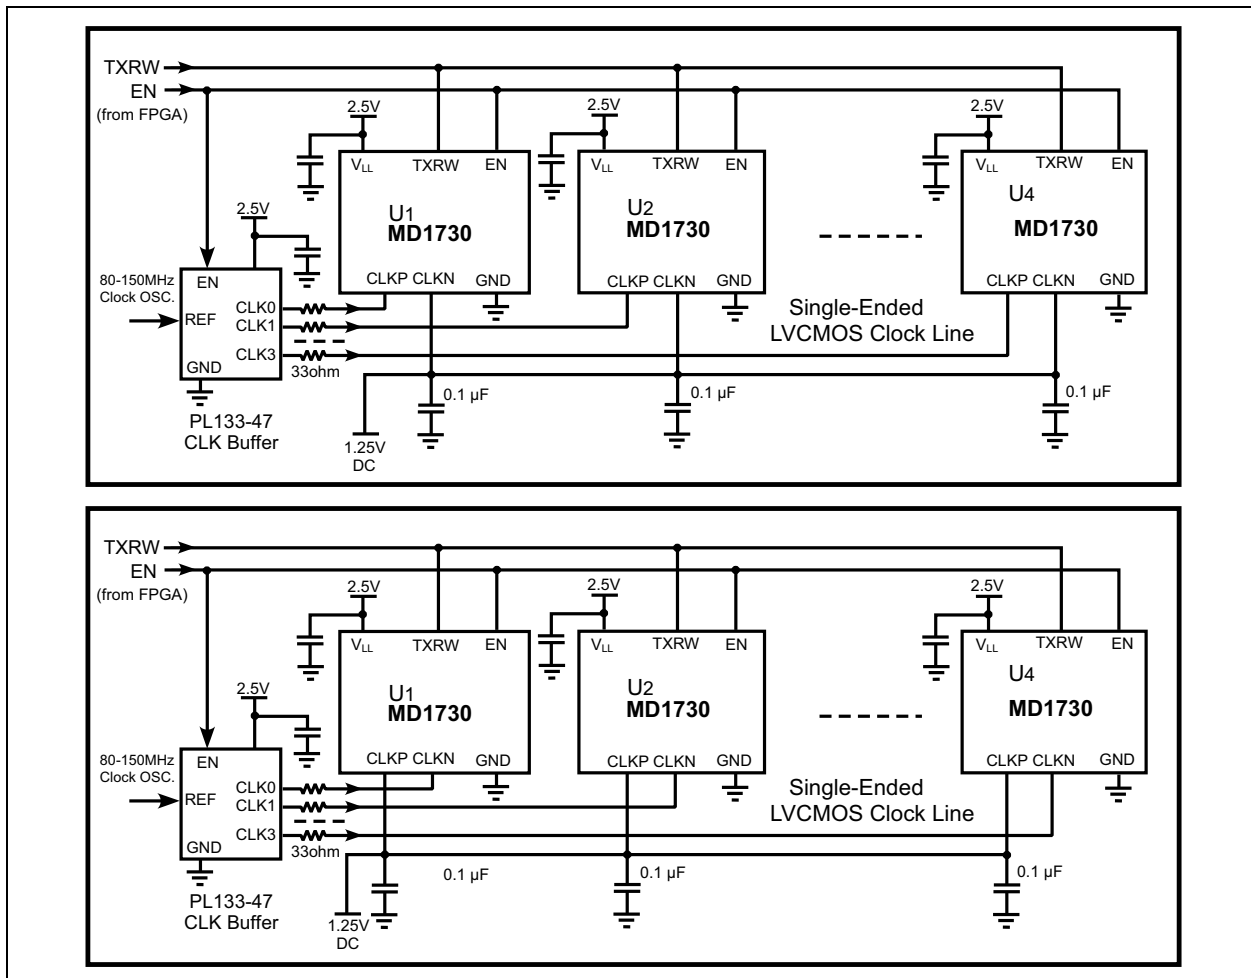 TXRW
EN
(from FPGA)
2.5V
2.5V
2.5V
VLL TXRW EN
VLL TXRW EN
VLL TXRW EN
2.5V
U1
MD1730
U2
MD1730
U4
MD1730
80-150MHz
Clock OSC.
EN
CLKP CLKN GND
CLKP CLKN GND
CLKP CLKN GND
REF
CLK0
CLK1
CLK3
GND
33ohm
Single-Ended
LVCMOS Clock Line
0.1 µF
0.1 µF
0.1 µF
PL133-47
CLK Buffer
1.25V
DC
TXRW
EN
(from FPGA)
2.5V
2.5V
2.5V
VLL TXRW EN
VLL TXRW EN
VLL TXRW EN
2.5V
U1
MD1730
U2
MD1730
U4
MD1730
80-150MHz
Clock OSC.
EN
CLKP CLKN GND
CLKP CLKN GND
CLKP CLKN GND
REF
CLK0
CLK1
CLK3
GND
33ohm
Single-Ended
LVCMOS Clock Line
0.1 µF
0.1 µF
0.1 µF
PL133-47
CLK Buffer
1.25V
DC